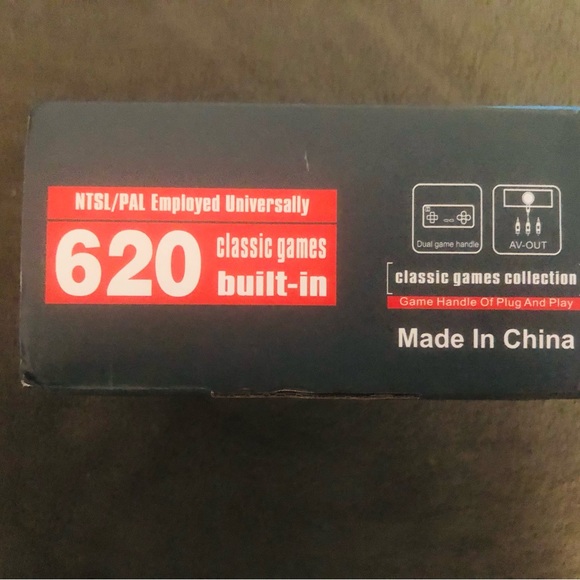 NTSL/PAL Employed Universally
620 classic games
built-in
Dual game handle
AV-OUT
classic games collection
Game Handle Of Plug And Play
Made In China